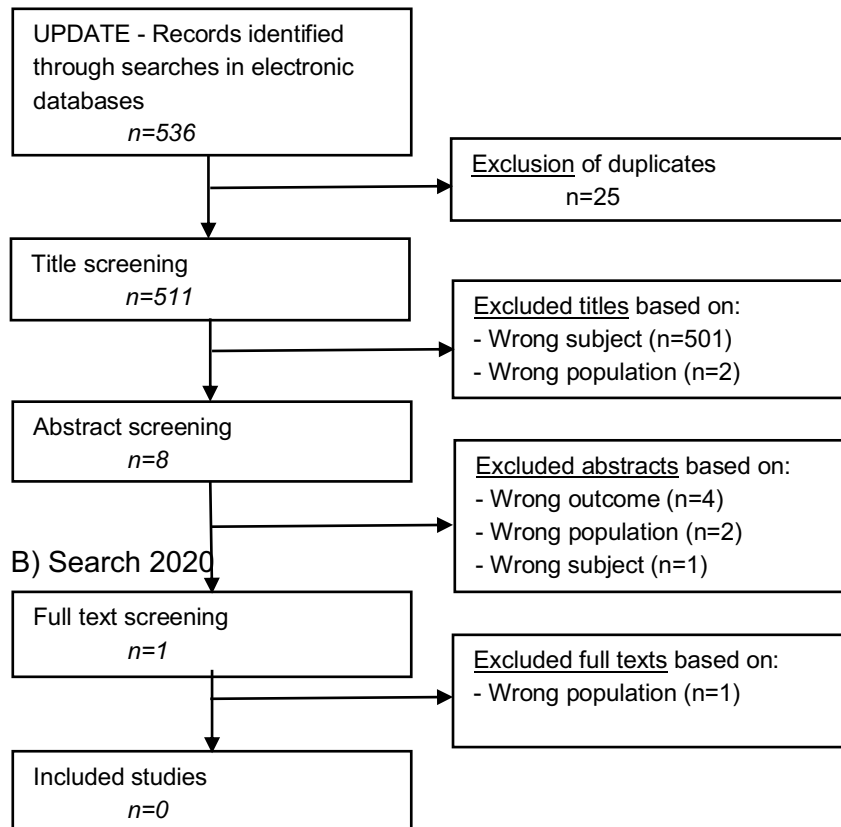 UPDATE - Records identified
through searches in electronic
databases
n=536
Exclusion of duplicates
n=25
Title screening
n=511
Excluded titles based on:
- Wrong subject (n=501)
- Wrong population (n=2)
Abstract screening
n=8
Excluded abstracts based on:
- Wrong outcome (n=4)
- Wrong population (n=2)
- Wrong subject (n=1)
B) Search 2020
Full text screening
n=1
Excluded full texts based on:
- Wrong population (n=1)
Included studies
n=0